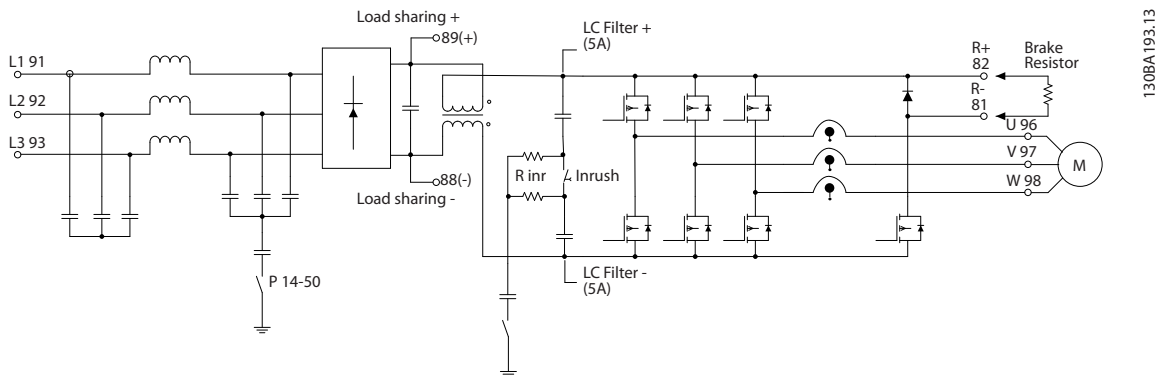 Load sharing +
89(+)
LC Filter +
(5A)
R+
82
Brake
Resistor
130BA193.13
L1 91
L2 92
L3 93
R-
81
U 96
V 97
W 98
M
R inr
Inrush
88(-)
Load sharing -
LC Filter -
(5A)
P 14-50